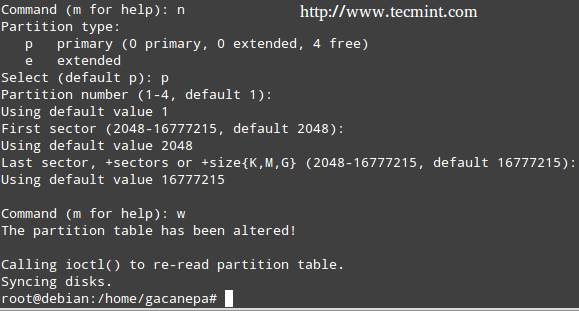 Command (m for help): n
http://www.tecmint.com
Partition type:
p primary (0 primary, 0 extended, 4 free)
e extended
Select (default p): p
Partition number (1-4, default 1):
Using default value 1
First sector (2048-16777215, default 2048):
Using default value 2048
Last sector, +sectors or +size{K,M,G} (2048-16777215, default 16777215):
Using default value 16777215
Command (m for help): w
The partition table has been altered!
Calling ioctl() to re-read partition table.
Syncing disks.
root@debian:/home/gacanepa#